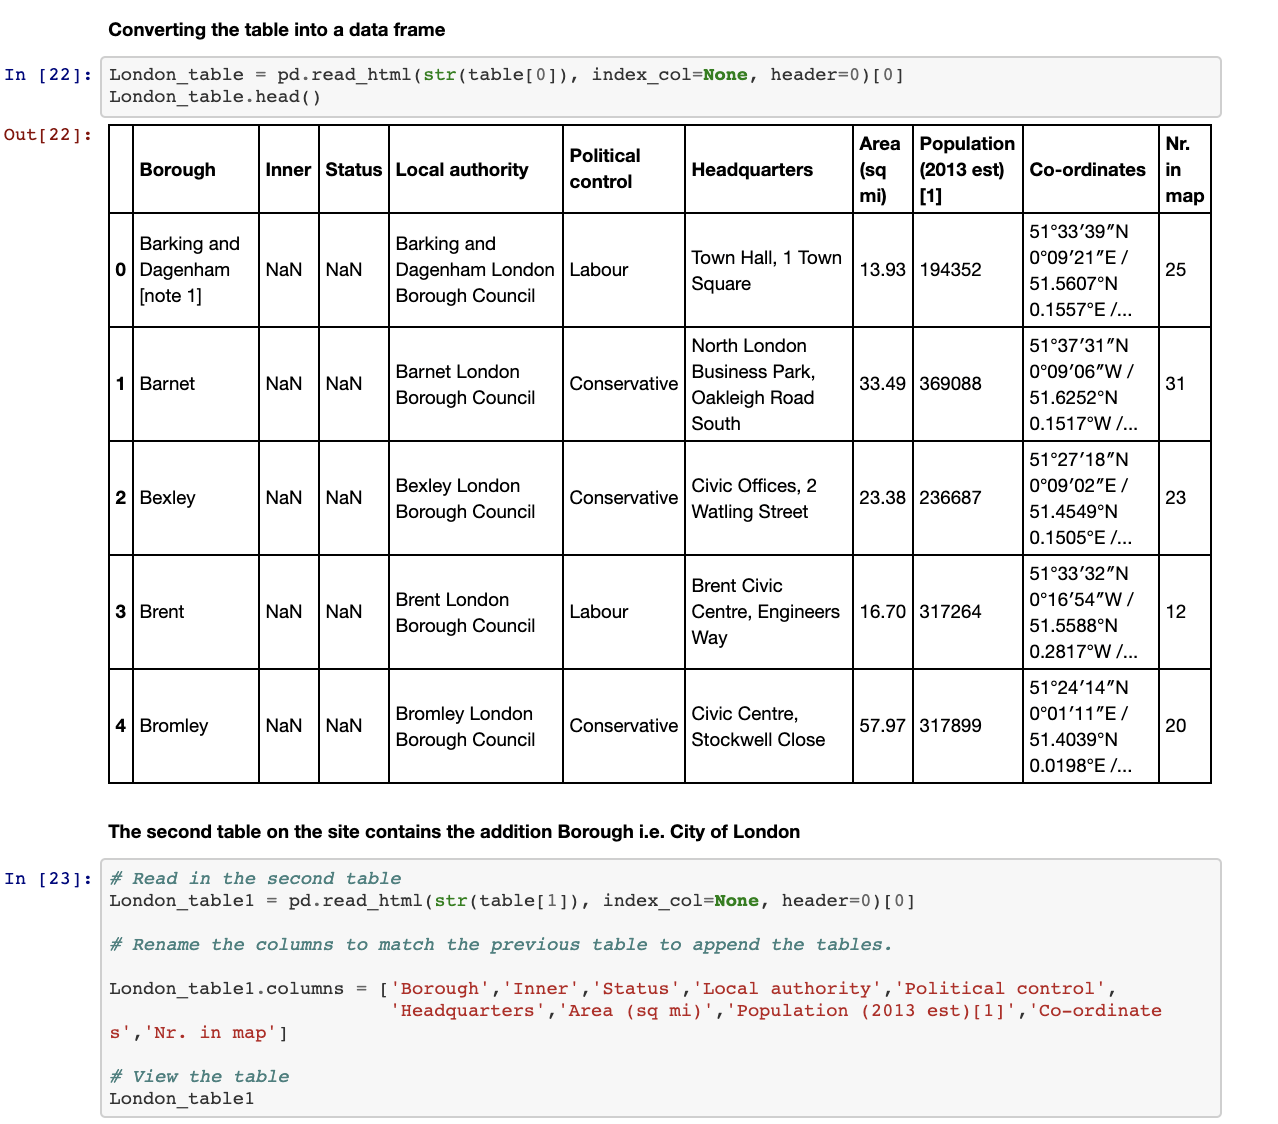 Converting the table into a data frame
In [22]: London_table = pd.read_html(str(table[0]), index_col=None, header=0)[0]
London_table.head()
Out[22]:
Borough Inner Status Local authority Political control Headquarters Area (sq mi) Population (2013 est)[1] Co-ordinates Nr. in map
0 Barking and Dagenham [note 1] NaN NaN Barking and Dagenham London Borough Council Labour Town Hall, 1 Town Square 13.93 194352 51°33′39″N 0°09′21″E / 51.5607°N 0.1557°E /... 25
1 Barnet NaN NaN Barnet London Borough Council Conservative North London Business Park, Oakleigh Road South 33.49 369088 51°37′31″N 0°09′06″W / 51.6252°N 0.1517°W /... 31
2 Bexley NaN NaN Bexley London Borough Council Conservative Civic Offices, 2 Watling Street 23.38 236687 51°27′18″N 0°09′02″E / 51.4549°N 0.1505°E /... 23
3 Brent NaN NaN Brent London Borough Council Labour Brent Civic Centre, Engineers Way 16.70 317264 51°33′32″N 0°16′54″W / 51.5588°N 0.2817°W /... 12
4 Bromley NaN NaN Bromley London Borough Council Conservative Civic Centre, Stockwell Close 57.97 317899 51°24′14″N 0°01′11″E / 51.4039°N 0.0198°E /... 20
The second table on the site contains the addition Borough i.e. City of London
In [23]: # Read in the second table
London_table1 = pd.read_html(str(table[1]), index_col=None, header=0)[0]
# Rename the columns to match the previous table to append the tables.
London_table1.columns = ['Borough','Inner','Status','Local authority','Political control',
'Headquarters','Area (sq mi)','Population (2013 est)[1]','Co-ordinate
s','Nr. in map']
# View the table
London_table1